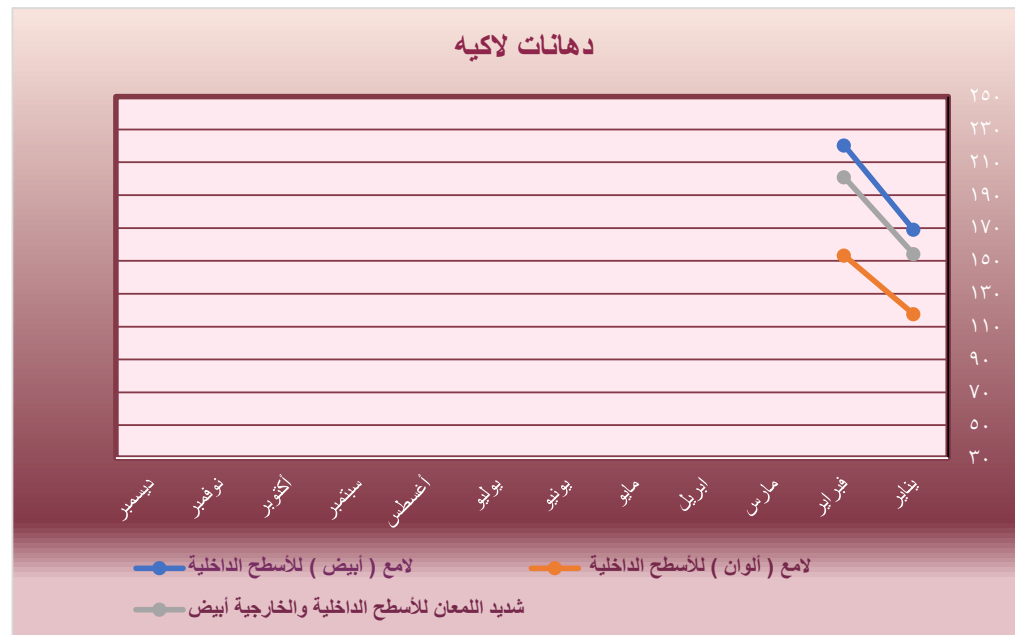 دهانات لاكيه
٢٥٠
٢٣٠
٢١٠
١٩٠
١٧٠
١٥٠
١٣٠
١١٠
٩٠
٧٠
٥٠
٣٠
يناير
فبراير
مارس
ابريل
مايو
يونيو
يوليو
أغسطس
سبتمبر
أكتوبر
نوفمبر
ديسمبر
لامع ( ألوان ) للأسطح الداخلية
لامع ( أبيض ) للأسطح الداخلية
شديد اللمعان للأسطح الداخلية والخارجية أبيض